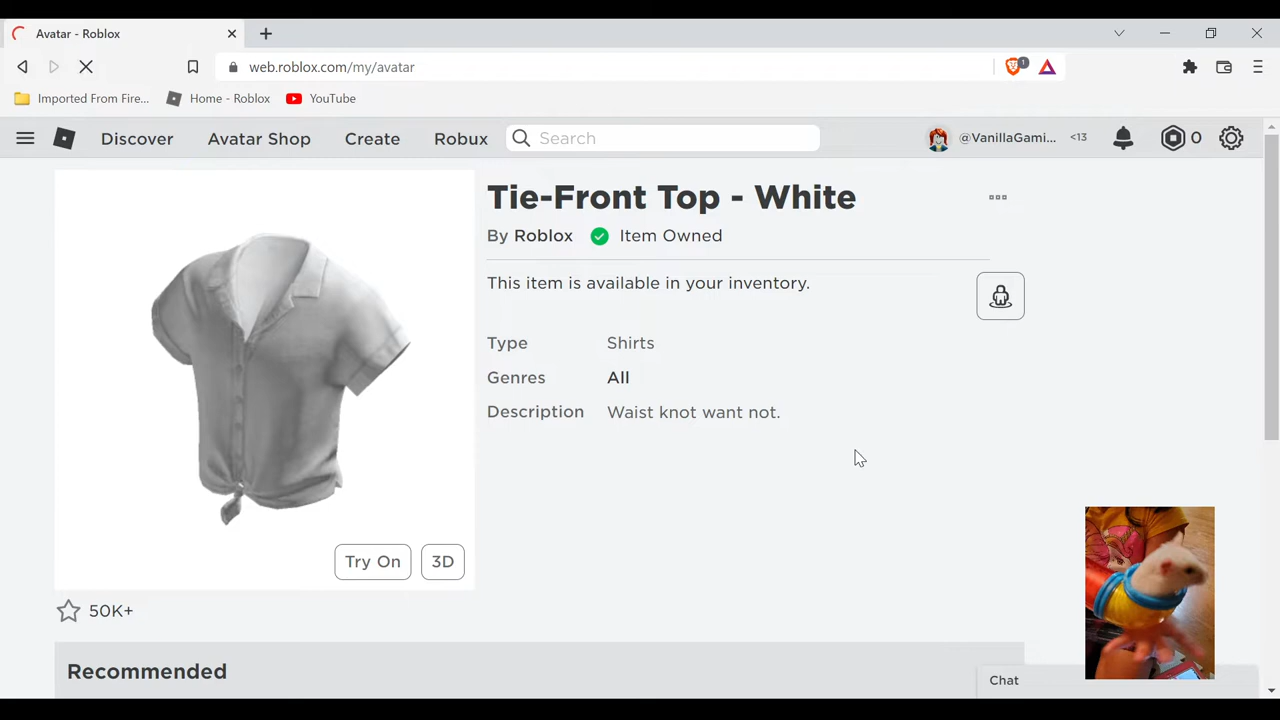 Avatar - Roblox
web.roblox.com/my/avatar
1
Imported From Fire...
Home - Roblox
YouTube
Discover
Avatar Shop
Create
Robux
Search
@VanillaGami...
<13
0
Tie-Front Top - White
By Roblox
Item Owned
This item is available in your inventory.
Type
Shirts
Genres
All
Description
Waist knot want not.
Try On
3D
50K+
Recommended
Chat